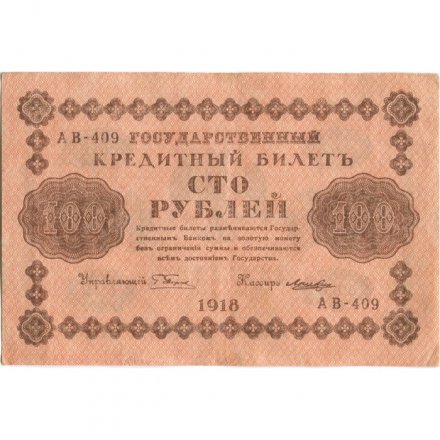 АВ-409 ГОСУДАРСТВЕННЫЙ
КРЕДИТНЫЙ БИЛЕТЪ
СТО
РУБЛЕЙ
100 100
Кредитные билеты размѣниваются Государ-
ственнымъ Банкомъ на золотую монету
безъ ограниченія суммы и обезпечиваются
всѣмъ достояніемъ Государства.
Управляющій
Кассиръ
1918
АВ-409